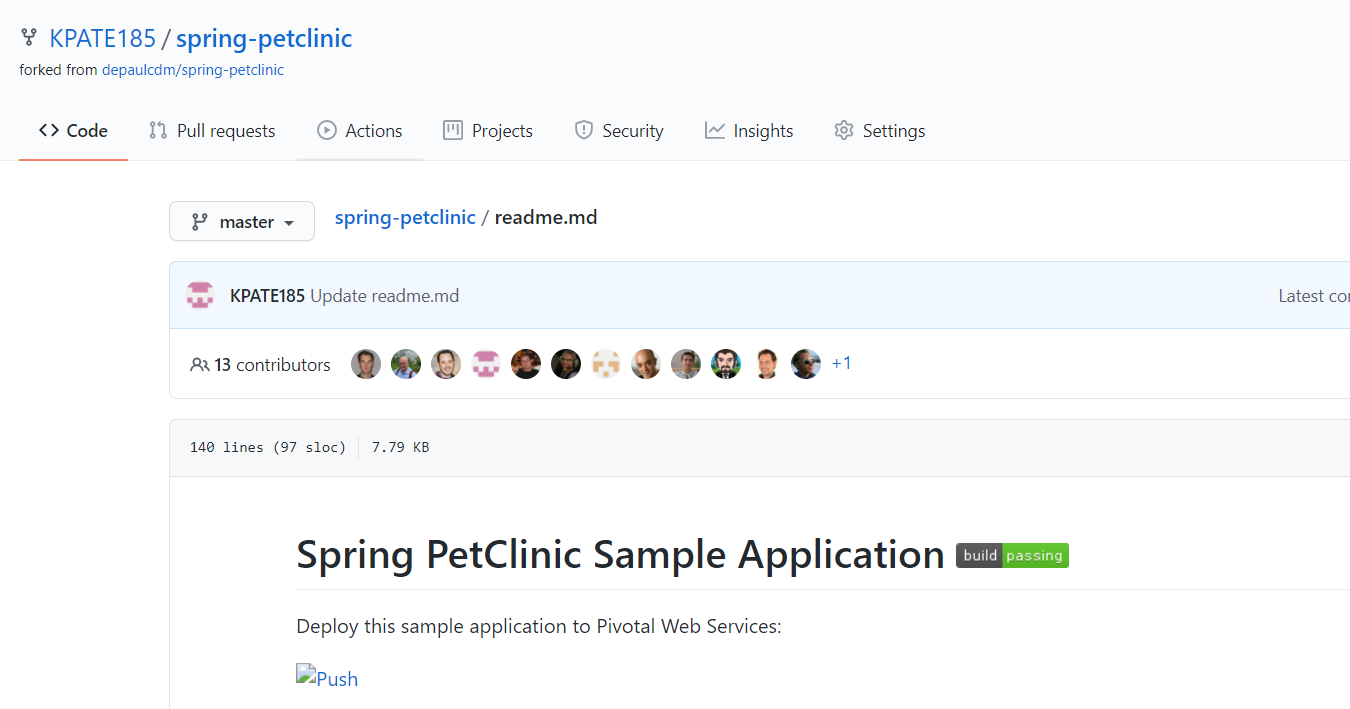 KPATE185 / spring-petclinic
forked from depaulcdm/spring-petclinic
Code Pull requests Actions Projects Security Insights Settings
master spring-petclinic / readme.md
KPATE185 Update readme.md Latest
13 contributors +1
140 lines (97 sloc) 7.79 KB
Spring PetClinic Sample Application build passing
Deploy this sample application to Pivotal Web Services:
Push